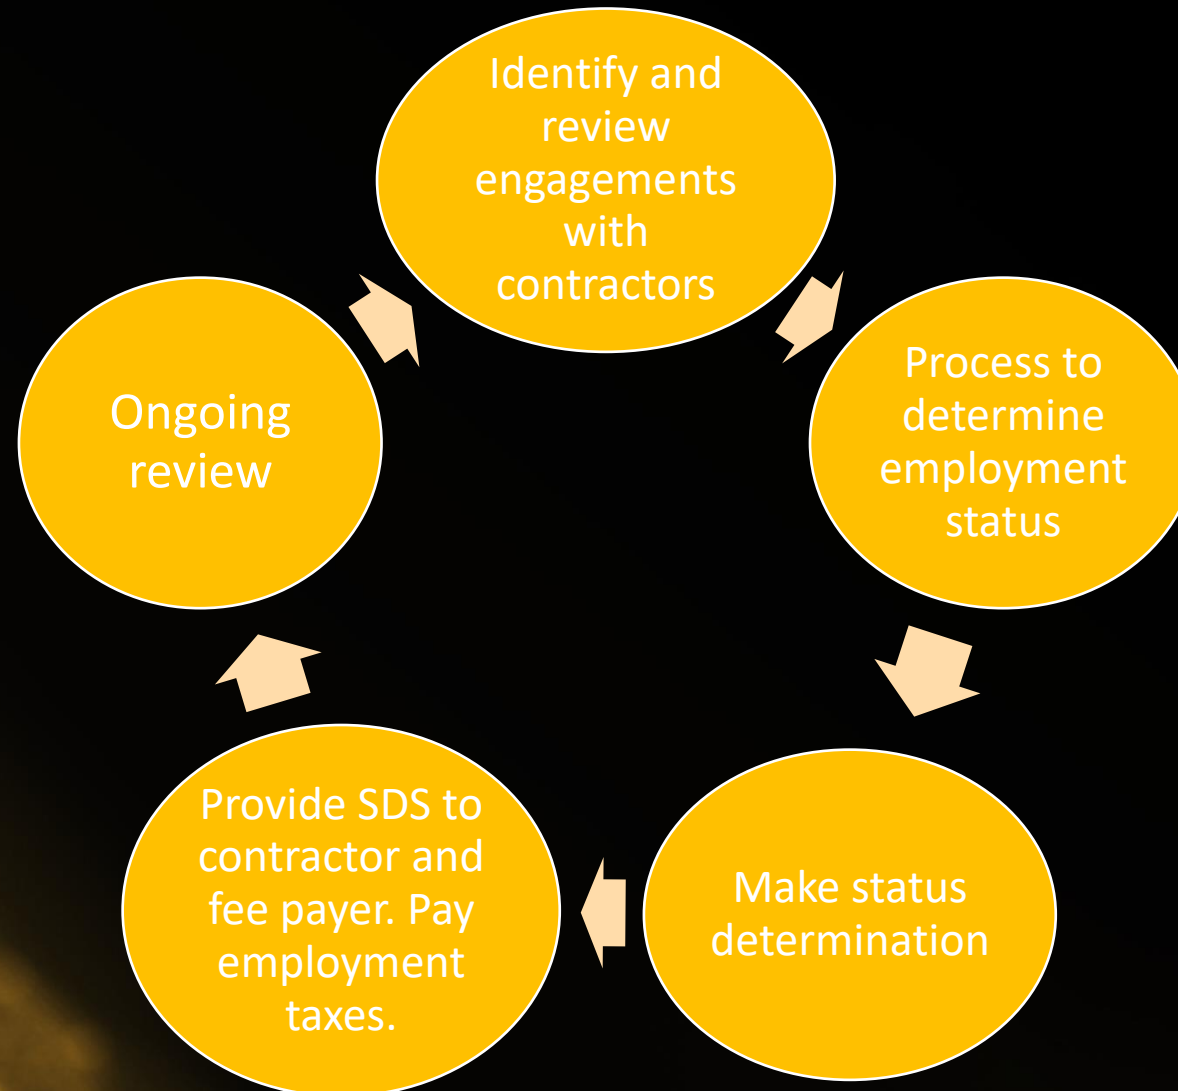 Identify and
review
engagements
with
contractors
Process to
determine
employment
status
Make status
determination
Provide SDS to
contractor and
fee payer. Pay
employment
taxes.
Ongoing
review